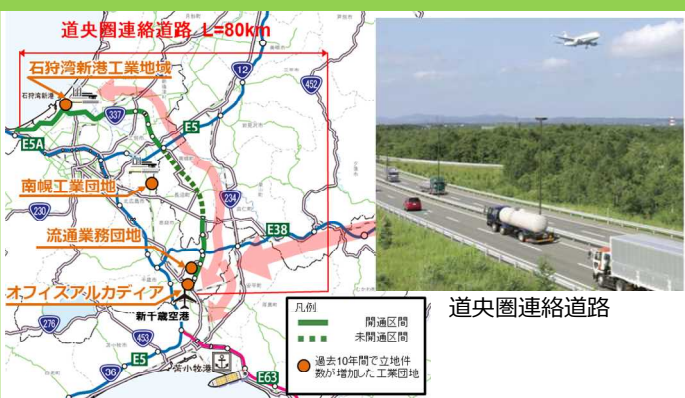 道央圏連絡道路 L=80km
石狩湾新港工業地域
石狩湾新港
12
452
337
E5
E5A
南幌工業団地
234
230
流通業務団地
E38
オフィスアルカディア
新千歳空港
276
453
E5
36
苫小牧港
E63
凡例
開通区間
未開通区間
過去10年間で立地件
数が増加した工業団地
道央圏連絡道路